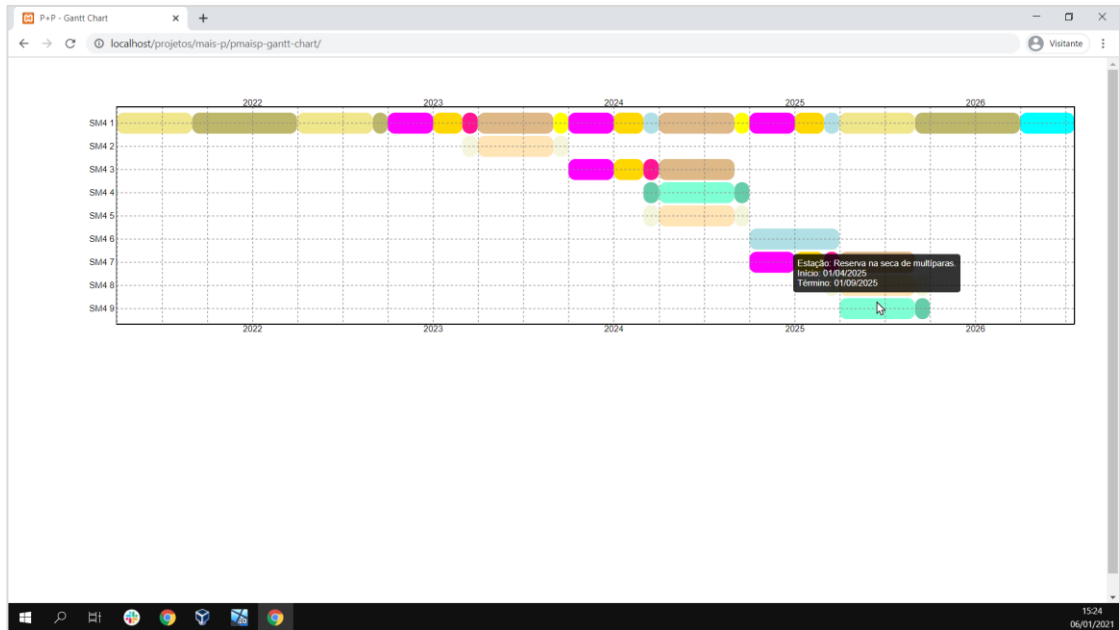 P+P - Gantt Chart
localhost/projetos/mais-p/pmaisp-gantt-chart/
Visitante
2022 2023 2024 2025 2026
SM4 1
SM4 2
SM4 3
SM4 4
SM4 5
SM4 6
SM4 7
SM4 8
SM4 9
Estação: Reserva na seca de multíparas.
Início: 01/04/2025
Término: 01/09/2025
2022 2023 2024 2025 2026
15:24
06/01/2021